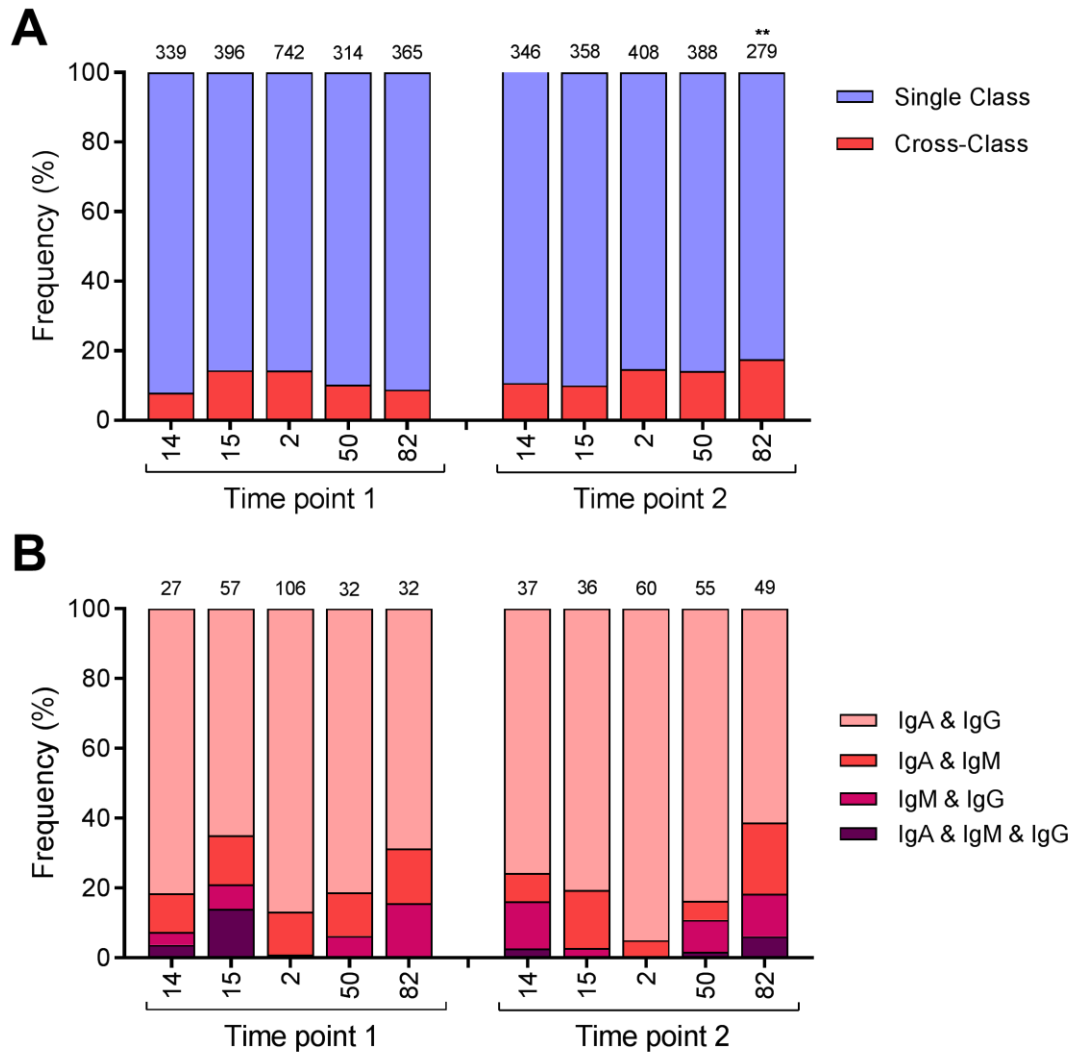 A
339 396 742 314 365 346 358 408 388 ** 279
100
80
60
40
20
0
Frequency (%)
Single Class
Cross-Class
14 15 2 50 82 14 15 2 50 82
Time point 1 Time point 2
B
27 57 106 32 32 37 36 60 55 49
100
80
60
40
20
0
Frequency (%)
IgA & IgG
IgA & IgM
IgM & IgG
IgA & IgM & IgG
14 15 2 50 82 14 15 2 50 82
Time point 1 Time point 2